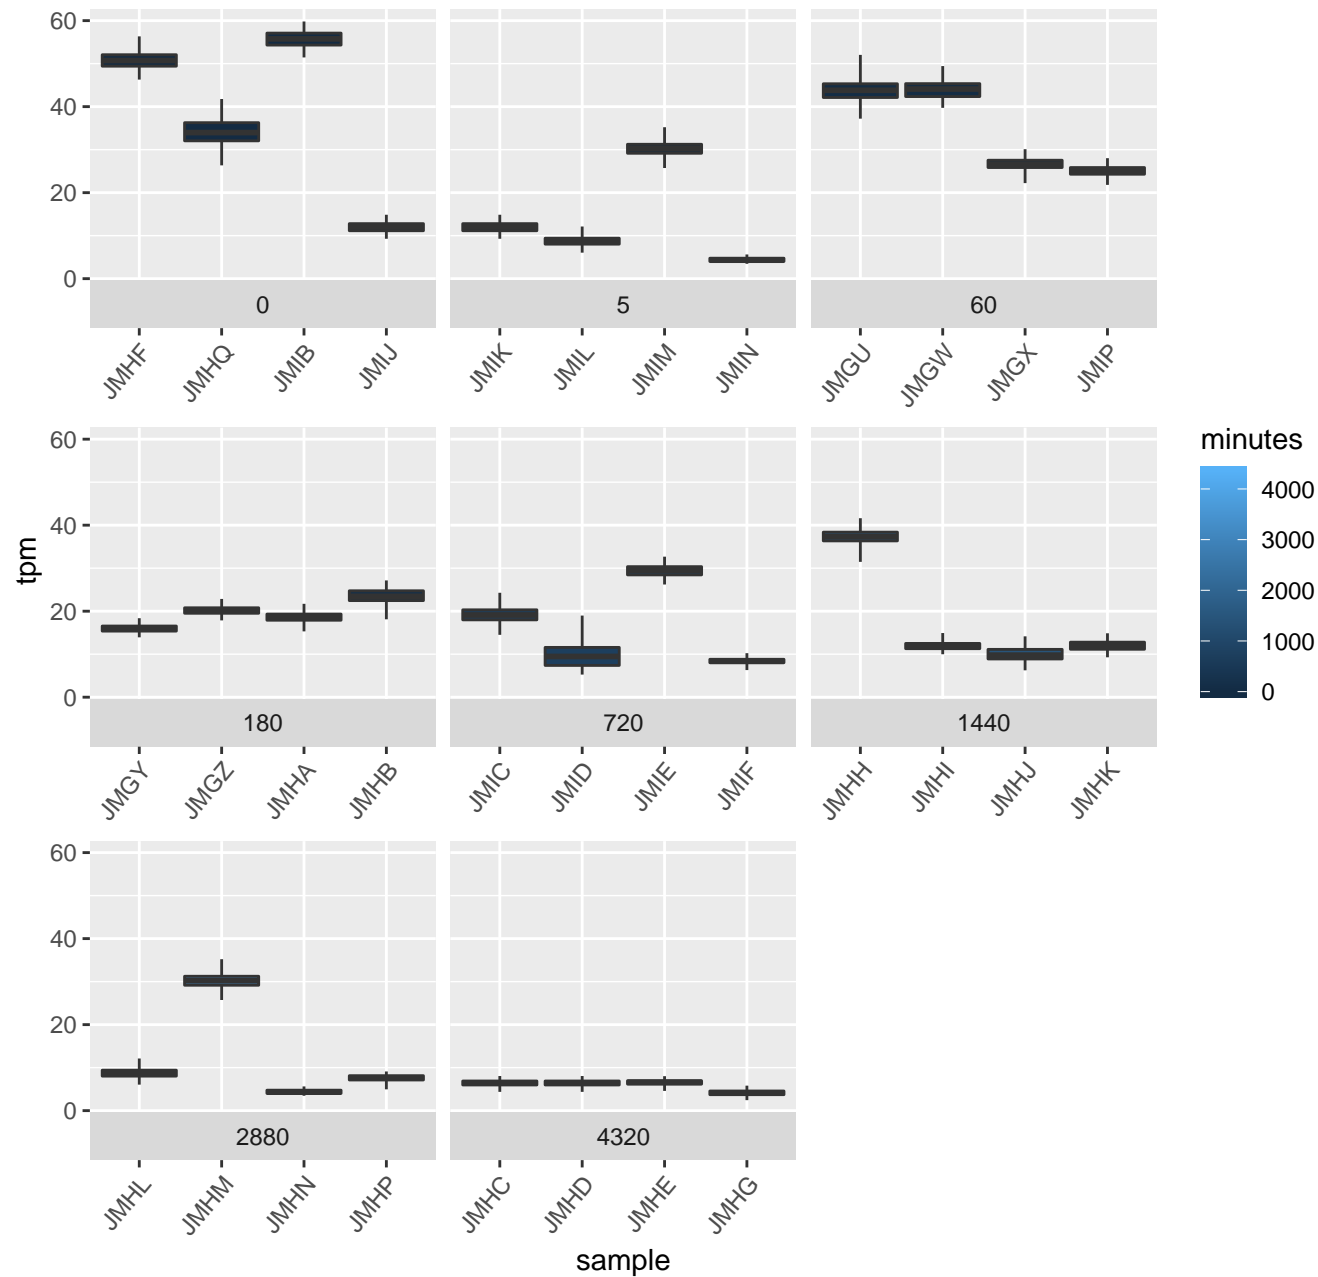 60
40
20
0
0 5 60
JMHF JMHQ JMIB JMIJ JMIK JMIL JMIM JMIN JMGU JMGW JMGX JMIP
60
40
20
0
180 720 1440
JMGY JMGZ JMHA JMHB JMIC JMID JMIE JMIF JMHH JMHI JMHJ JMHK
60
40
20
0
2880 4320
JMHL JMHM JMHN JMHP JMHC JMHD JMHE JMHG
tpm
sample
minutes
4000
3000
2000
1000
0